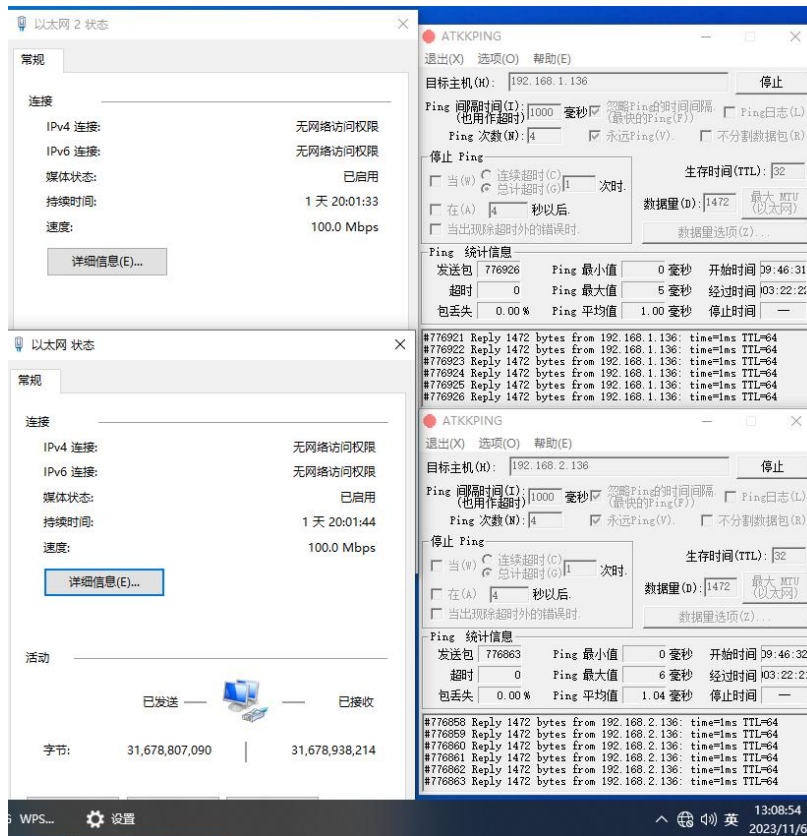 以太网 2 状态
常规
连接
IPv4 连接: 无网络访问权限
IPv6 连接: 无网络访问权限
媒体状态: 已启用
持续时间: 1 天 20:01:33
速度: 100.0 Mbps
详细信息(E)...
ATKKPING
退出(X) 选项(O) 帮助(E)
目标主机(H): 192.168.1.136 停止
Ping 间隔时间(I): 1000 毫秒 忽略Ping的时间间隔 Ping日志(L)
(也用作超时) (最快的Ping(F))
Ping 次数(N): 4 永远Ping(V). 不分割数据包(R)
停止 Ping
当(W) 连续超时(C) 生存时间(TTL): 32
总计超时(G) 1 次时.
在(A) 4 秒以后. 数据量(D): 1472 最大 MTU
(以太网)
当出现除超时外的错误时. 数据量选项(Z)...
Ping 统计信息
发送包 776926 Ping 最小值 0 毫秒 开始时间 09:46:31
超时 0 Ping 最大值 5 毫秒 经过时间 03:22:22
包丢失 0.00 % Ping 平均值 1.00 毫秒 停止时间 —
#776921 Reply 1472 bytes from 192.168.1.136: time=1ms TTL=64
#776922 Reply 1472 bytes from 192.168.1.136: time=1ms TTL=64
#776923 Reply 1472 bytes from 192.168.1.136: time=1ms TTL=64
#776924 Reply 1472 bytes from 192.168.1.136: time=1ms TTL=64
#776925 Reply 1472 bytes from 192.168.1.136: time=1ms TTL=64
#776926 Reply 1472 bytes from 192.168.1.136: time=1ms TTL=64
以太网 状态
常规
连接
IPv4 连接: 无网络访问权限
IPv6 连接: 无网络访问权限
媒体状态: 已启用
持续时间: 1 天 20:01:44
速度: 100.0 Mbps
详细信息(E)...
活动
已发送 — — 已接收
字节: 31,678,807,090 31,678,938,214
ATKKPING
退出(X) 选项(O) 帮助(E)
目标主机(H): 192.168.2.136 停止
Ping 间隔时间(I): 1000 毫秒 忽略Ping的时间间隔 Ping日志(L)
(也用作超时) (最快的Ping(F))
Ping 次数(N): 4 永远Ping(V). 不分割数据包(R)
停止 Ping
当(W) 连续超时(C) 生存时间(TTL): 32
总计超时(G) 1 次时.
在(A) 4 秒以后. 数据量(D): 1472 最大 MTU
(以太网)
当出现除超时外的错误时. 数据量选项(Z)...
Ping 统计信息
发送包 776863 Ping 最小值 0 毫秒 开始时间 09:46:32
超时 0 Ping 最大值 6 毫秒 经过时间 03:22:2
包丢失 0.00 % Ping 平均值 1.04 毫秒 停止时间 —
#776858 Reply 1472 bytes from 192.168.2.136: time=1ms TTL=64
#776859 Reply 1472 bytes from 192.168.2.136: time=1ms TTL=64
#776860 Reply 1472 bytes from 192.168.2.136: time=1ms TTL=64
#776861 Reply 1472 bytes from 192.168.2.136: time=1ms TTL=64
#776862 Reply 1472 bytes from 192.168.2.136: time=1ms TTL=64
#776863 Reply 1472 bytes from 192.168.2.136: time=1ms TTL=64
WPS... 设置 英 13:08:54
2023/11/6